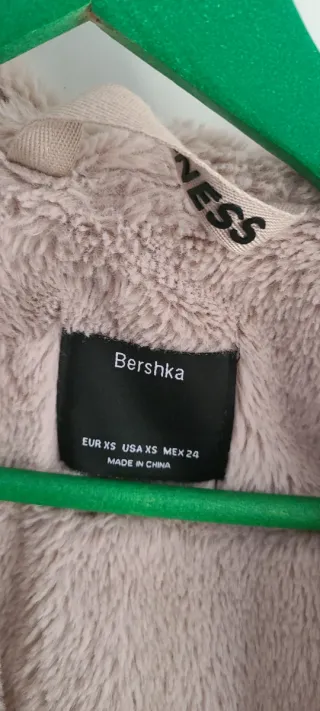 NESS
Bershka
EUR XS USA XS MEX 24
MADE IN CHINA